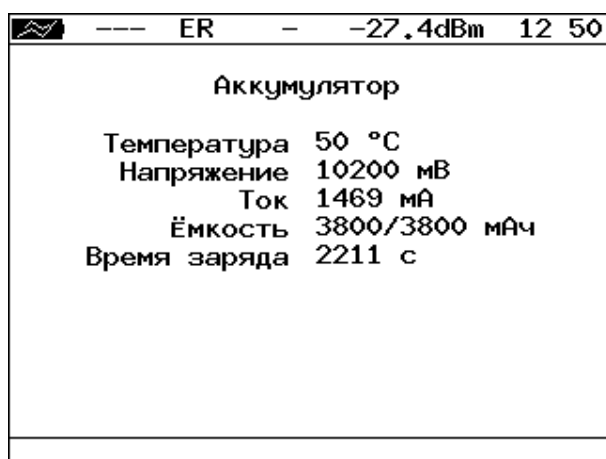 --- ER - -27.4dBm 12 50
Аккумулятор
Температура 50 °C
Напряжение 10200 мВ
Ток 1469 мА
Ёмкость 3800/3800 мАч
Время заряда 2211 с